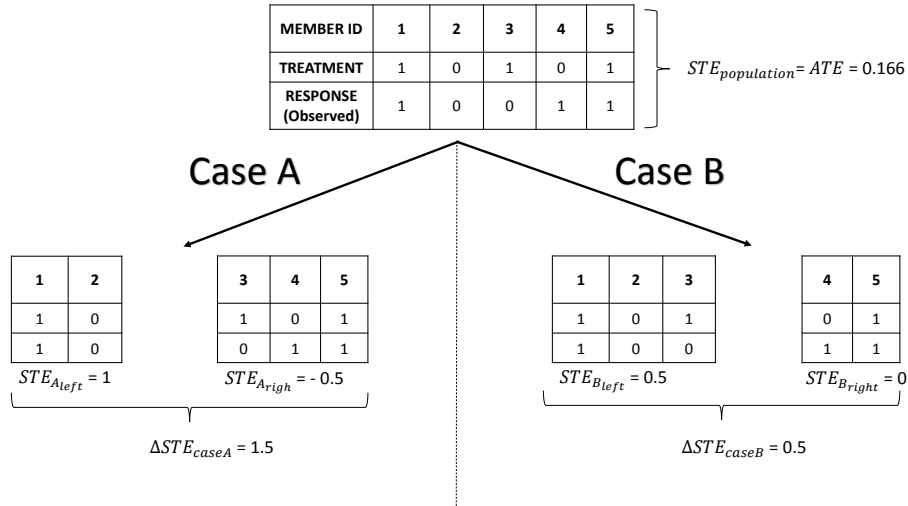 MEMBER ID 1 2 3 4 5
TREATMENT 1 0 1 0 1
RESPONSE (Observed) 1 0 0 1 1
STE_population= ATE = 0.166
Case A
Case B
1 2
1 0
1 0
STE_A_left = 1
3 4 5
1 0 1
0 1 1
STE_A_righ = - 0.5
ΔSTE_caseA = 1.5
1 2 3
1 0 1
1 0 0
STE_B_left = 0.5
4 5
0 1
1 1
STE_B_right = 0
ΔSTE_caseB = 0.5